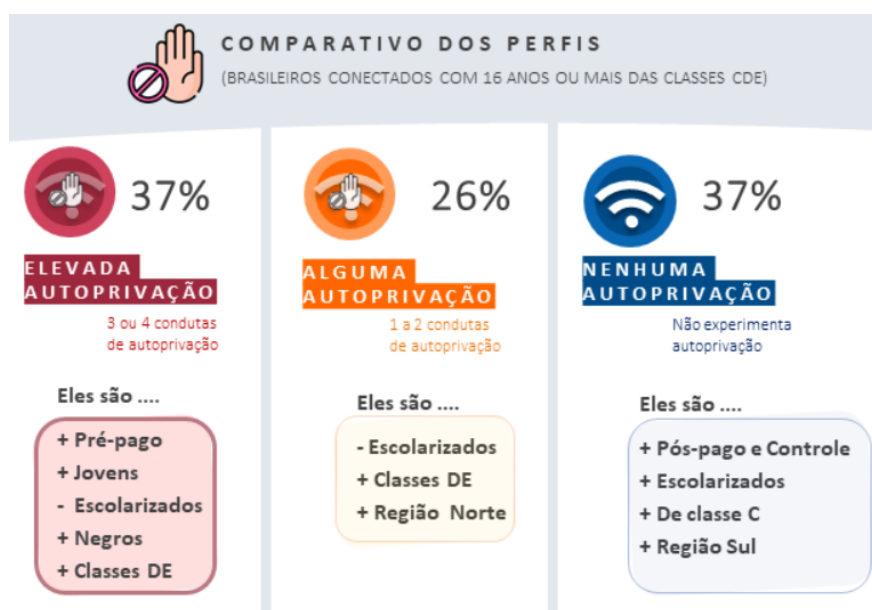 COMPARATIVO DOS PERFIS
(BRASILEIROS CONECTADOS COM 16 ANOS OU MAIS DAS CLASSES CDE)
37%
ELEVADA
AUTOPRIVAÇÃO
3 ou 4 condutas
de autoprivação
Eles são ....
+ Pré-pago
+ Jovens
- Escolarizados
+ Negros
+ Classes DE
26%
ALGUMA
AUTOPRIVAÇÃO
1 a 2 condutas
de autoprivação
Eles são ....
- Escolarizados
+ Classes DE
+ Região Norte
37%
NENHUMA
AUTOPRIVAÇÃO
Não experimenta
autoprivação
Eles são ....
+ Pós-pago e Controle
+ Escolarizados
+ De classe C
+ Região Sul